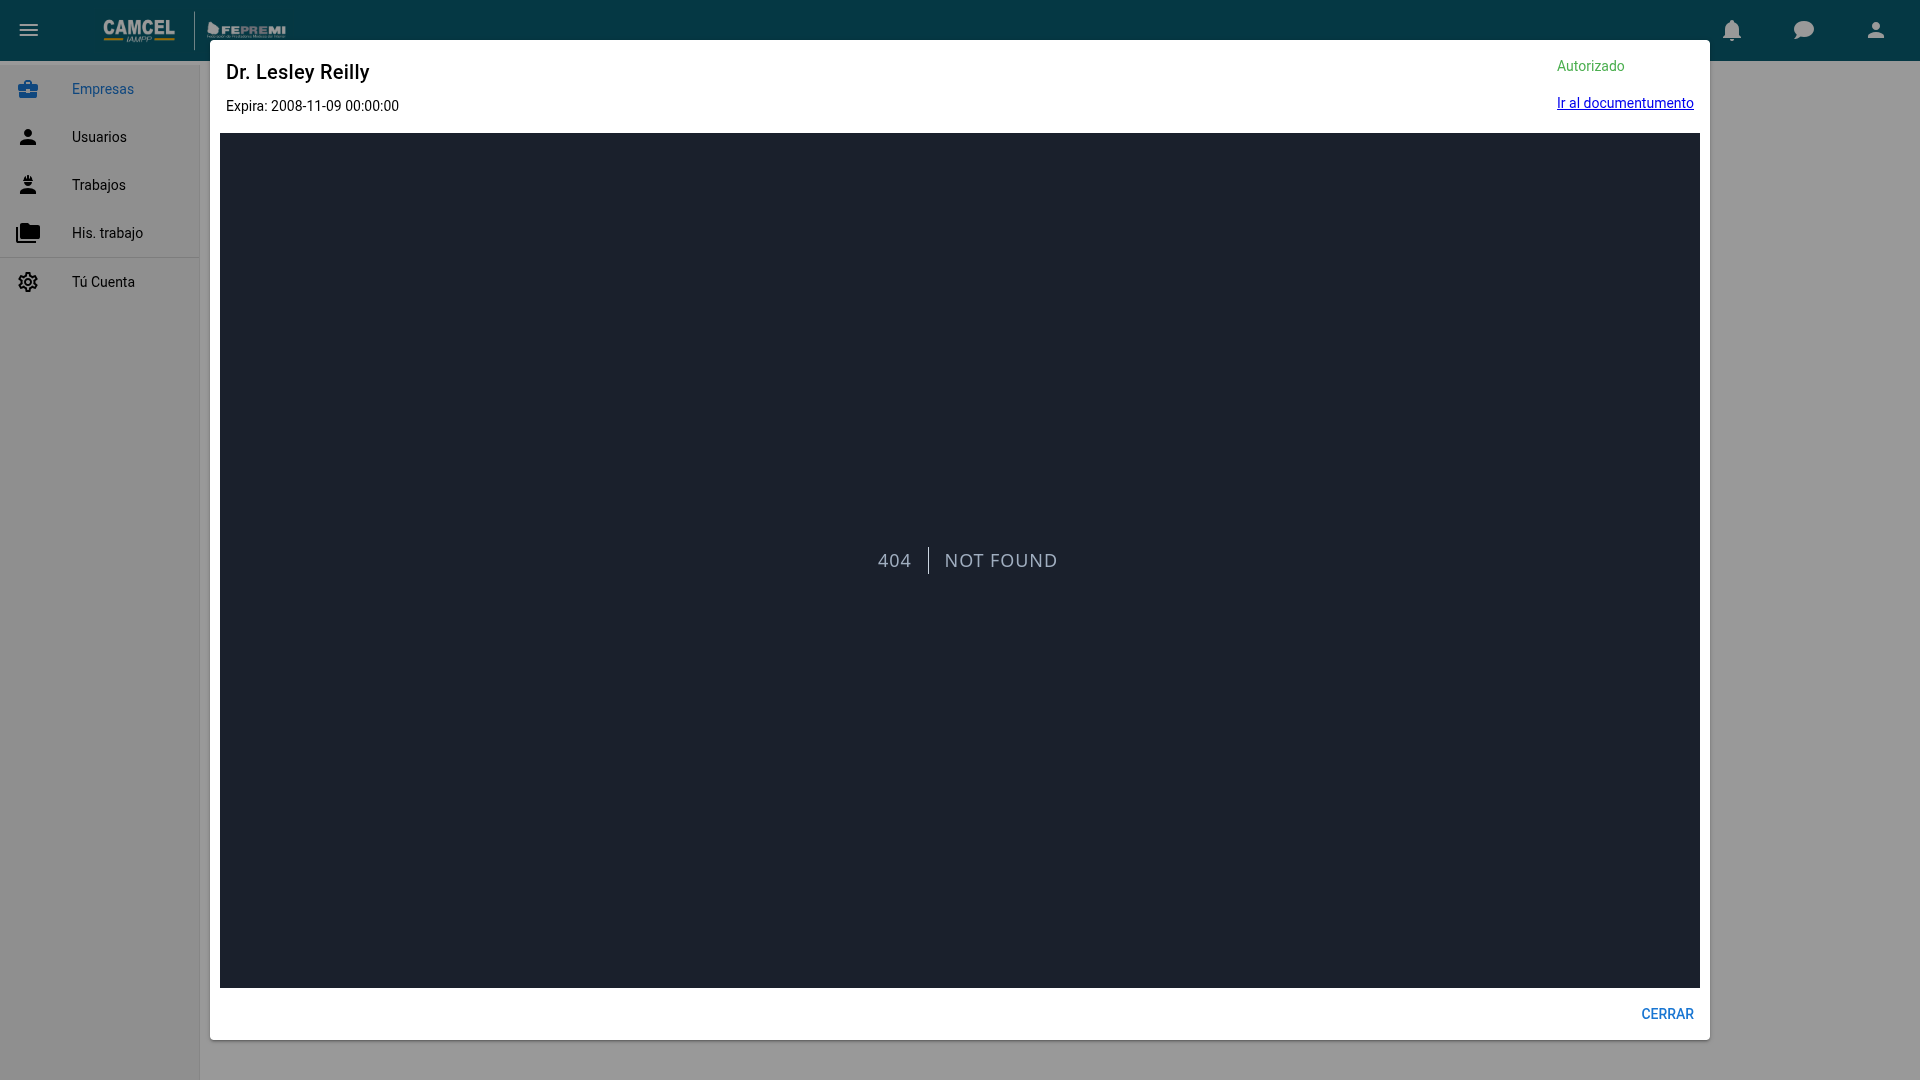 CAMCEL
IAMPP
FEPREMI
Dr. Lesley Reilly
Autorizado
Expira: 2008-11-09 00:00:00
Ir al documentumento
Empresas
Usuarios
Trabajos
His. trabajo
Tú Cuenta
404
NOT FOUND
CERRAR